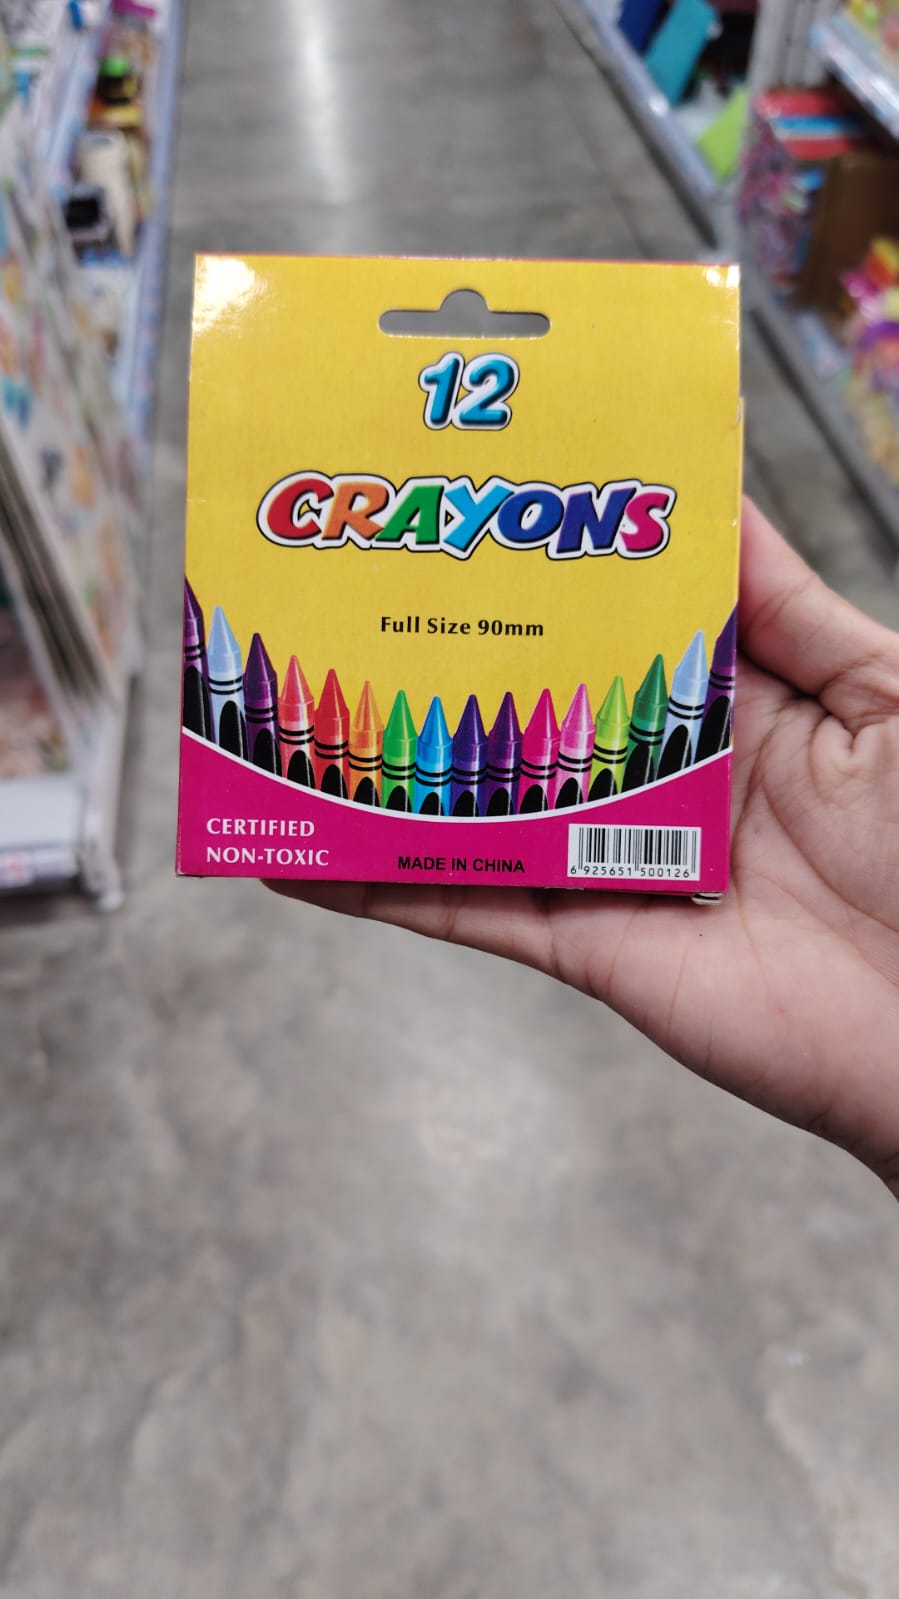 12
CRAYONS
Full Size 90mm
CERTIFIED
NON-TOXIC
MADE IN CHINA
6 925651 500126